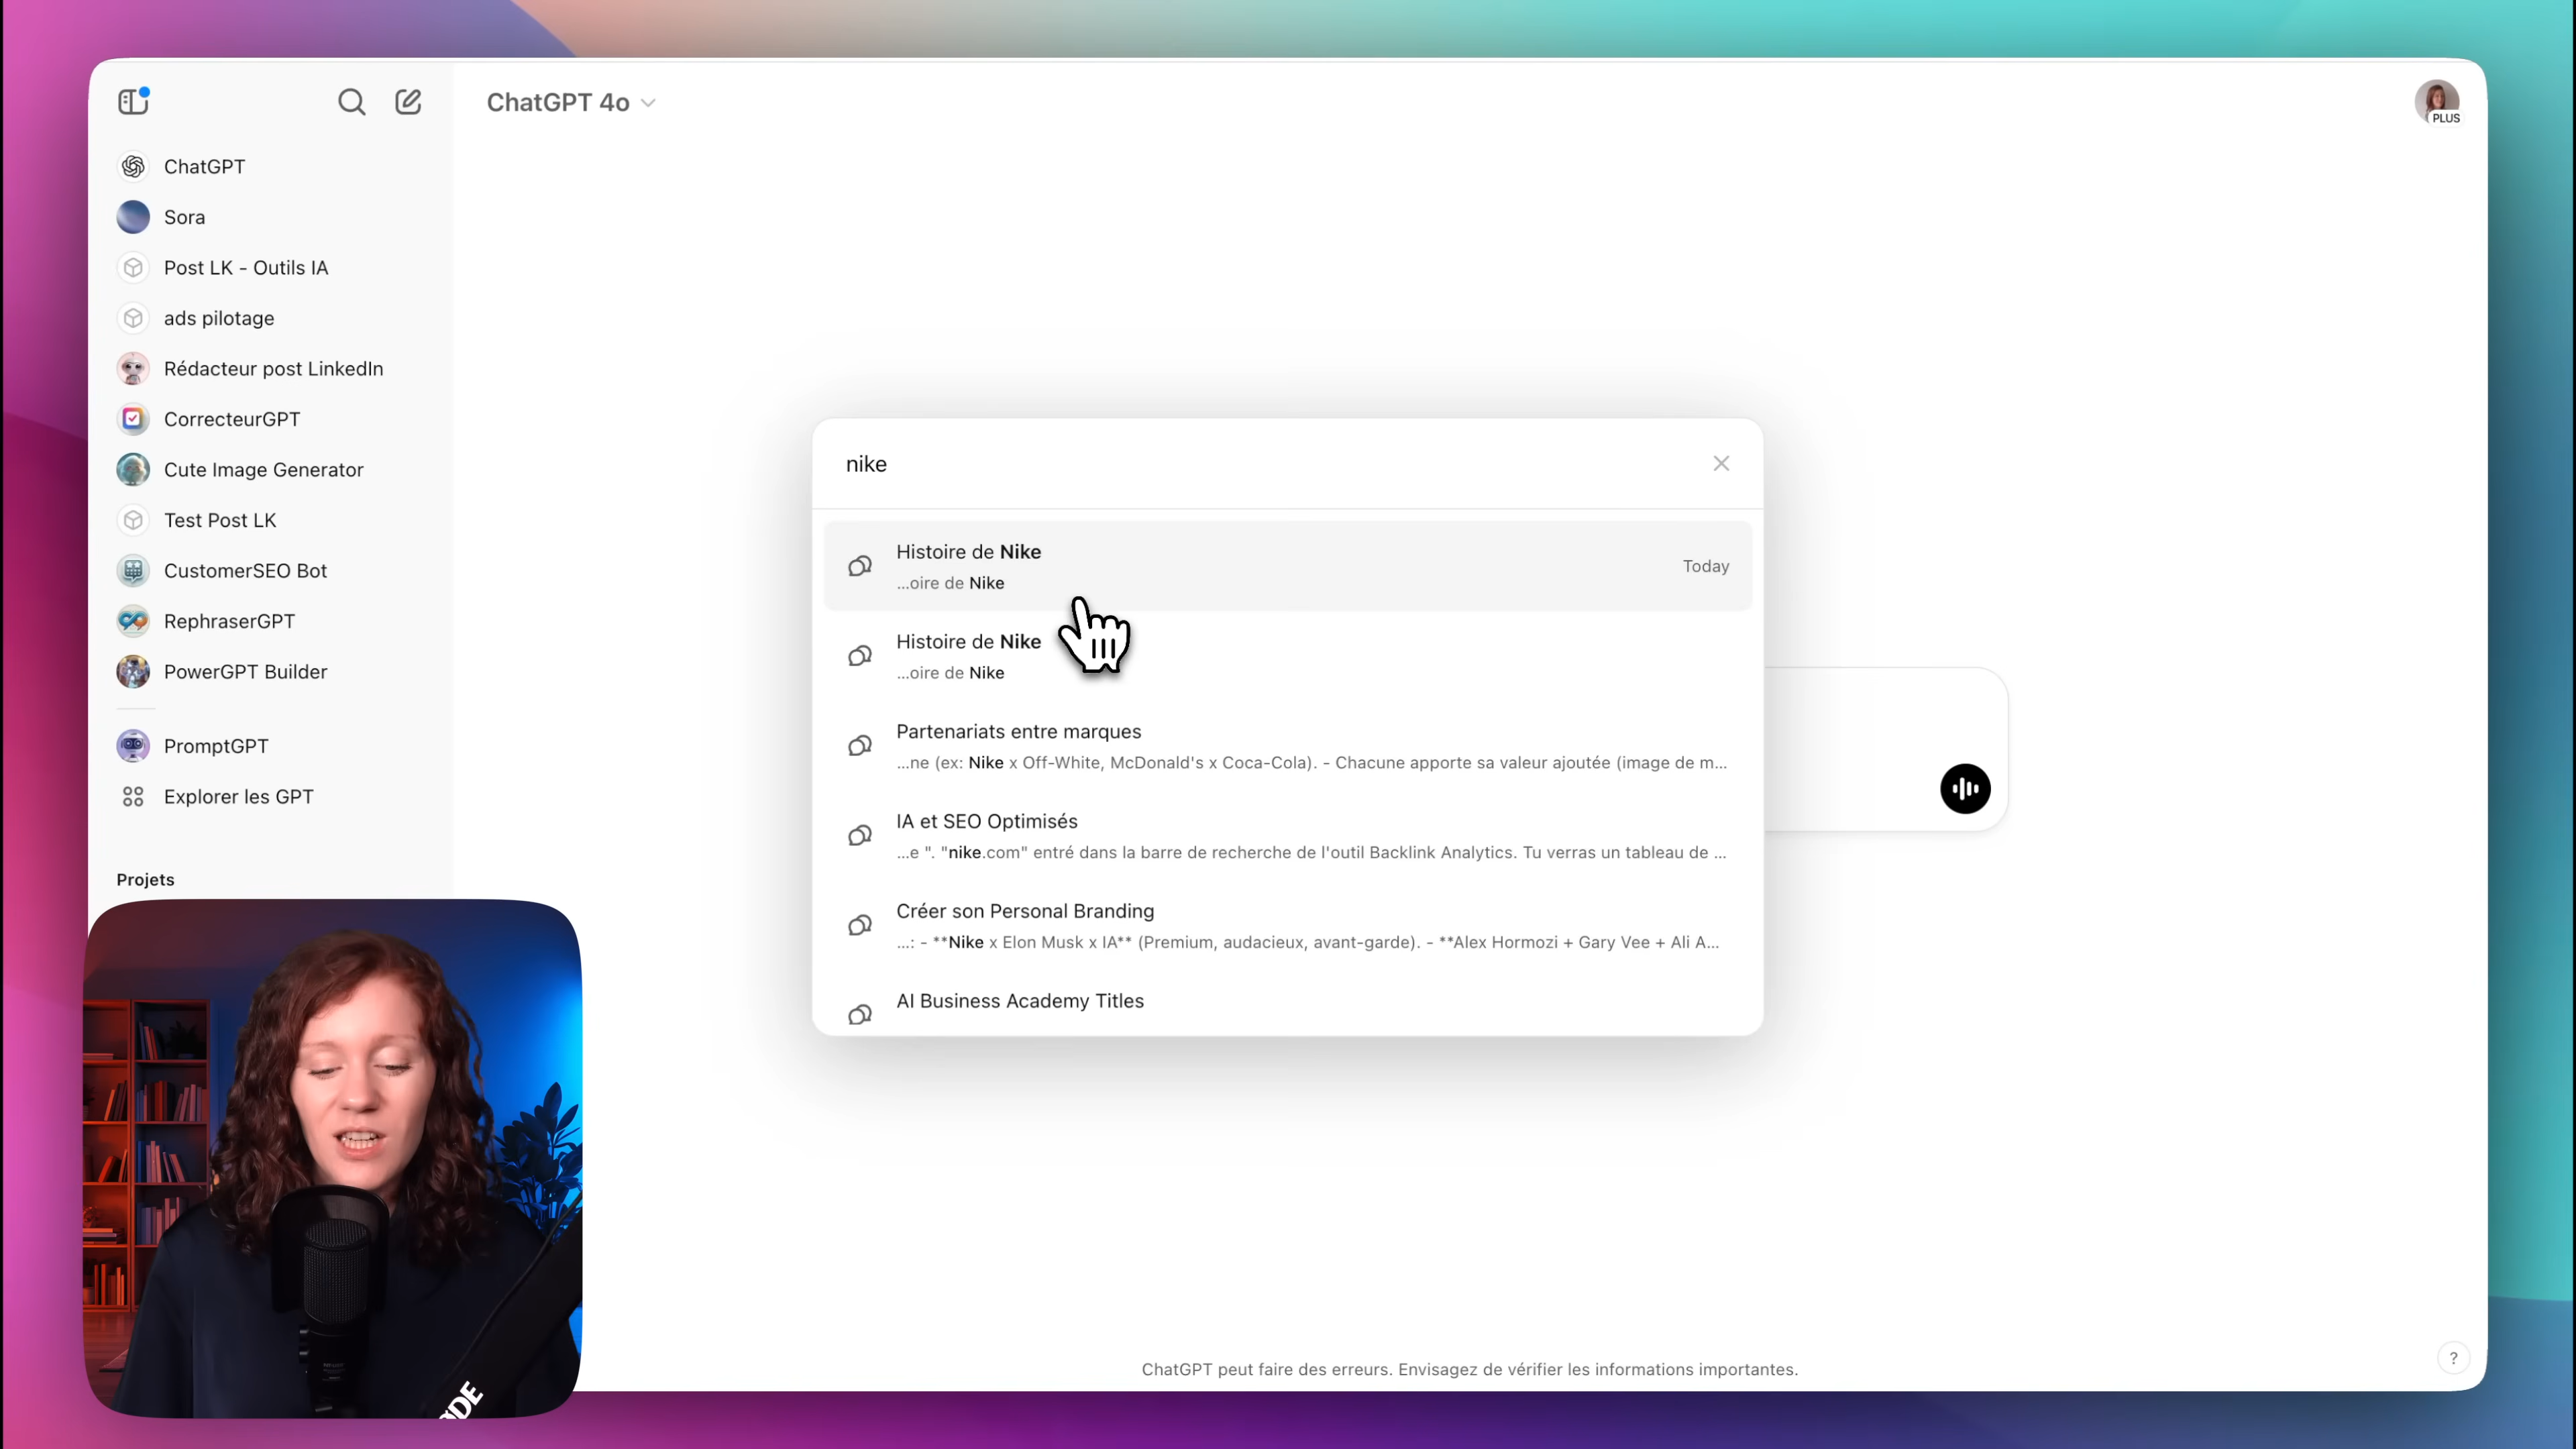 ChatGPT 4o
PLUS
ChatGPT
Sora
Post LK - Outils IA
ads pilotage
Rédacteur post LinkedIn
CorrecteurGPT
Cute Image Generator
Test Post LK
CustomerSEO Bot
RephraserGPT
PowerGPT Builder
PromptGPT
Explorer les GPT
Projets
nike
Histoire de Nike
...oire de Nike
Today
Histoire de Nike
...oire de Nike
Partenariats entre marques
...ne (ex: Nike x Off-White, McDonald's x Coca-Cola). - Chacune apporte sa valeur ajoutée (image de m...
IA et SEO Optimisés
...e ". "nike.com" entré dans la barre de recherche de l'outil Backlink Analytics. Tu verras un tableau de ...
Créer son Personal Branding
...: - **Nike x Elon Musk x IA** (Premium, audacieux, avant-garde). - **Alex Hormozi + Gary Vee + Ali A...
AI Business Academy Titles
ChatGPT peut faire des erreurs. Envisagez de vérifier les informations importantes.
?